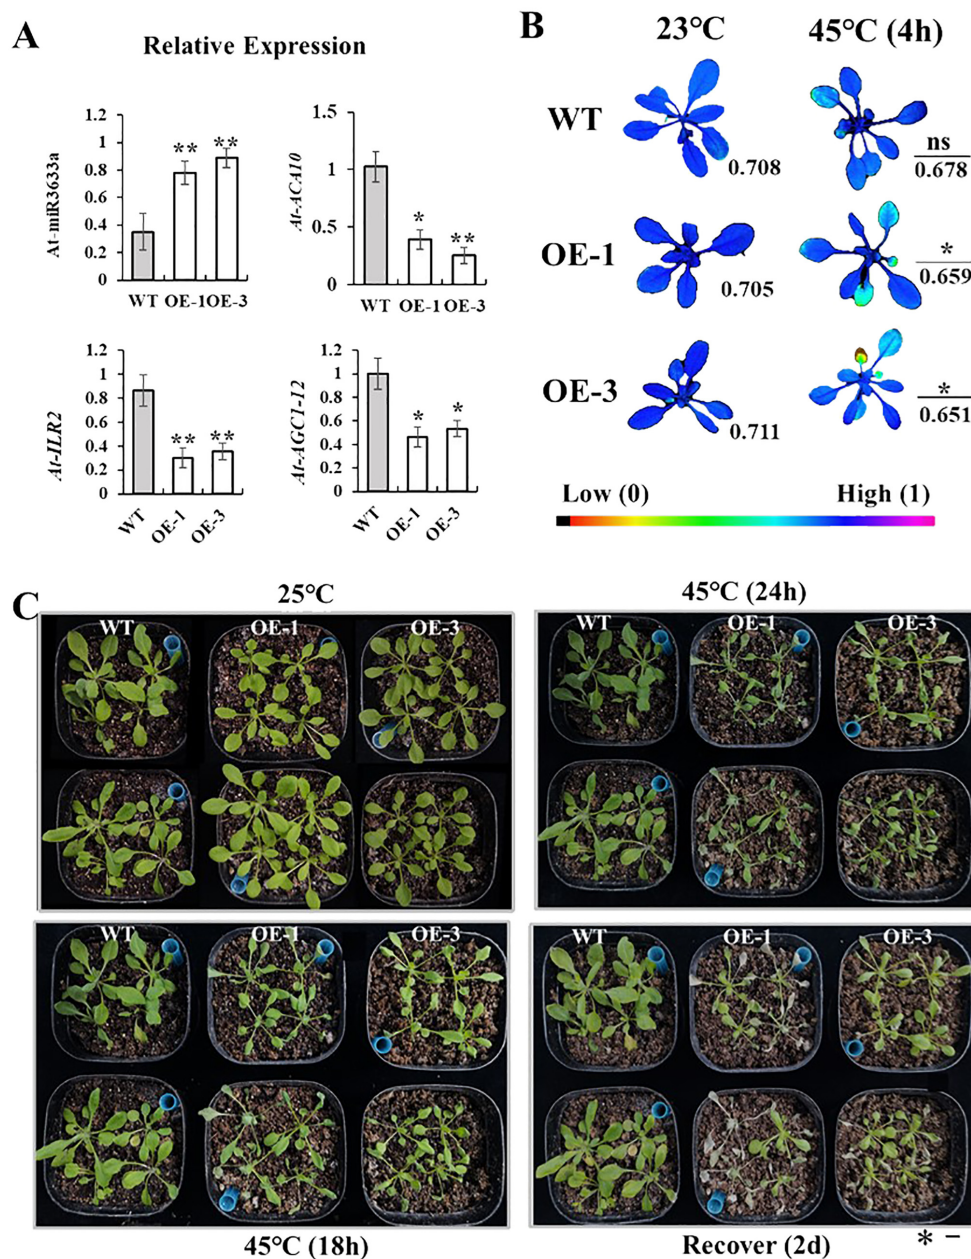 A
Relative Expression
At-miR3633a
1.2
1
0.8
0.6
0.4
0.2
0
WT OE-1 OE-3
**
**
At-ACA10
1.5
1
0.5
0
WT OE-1 OE-3
*
**
At-ILR2
1.2
1
0.8
0.6
0.4
0.2
0
WT OE-1 OE-3
**
**
At-AGC1-12
1.2
1
0.8
0.6
0.4
0.2
0
WT OE-1 OE-3
*
*
B
23°C 45°C (4h)
WT
0.708
ns
0.678
OE-1
0.705
*
0.659
OE-3
0.711
*
0.651
Low (0) High (1)
C
25°C
WT OE-1 OE-3
45°C (24h)
WT OE-1 OE-3
WT OE-1 OE-3
45°C (18h)
WT OE-1 OE-3
Recover (2d)
* –